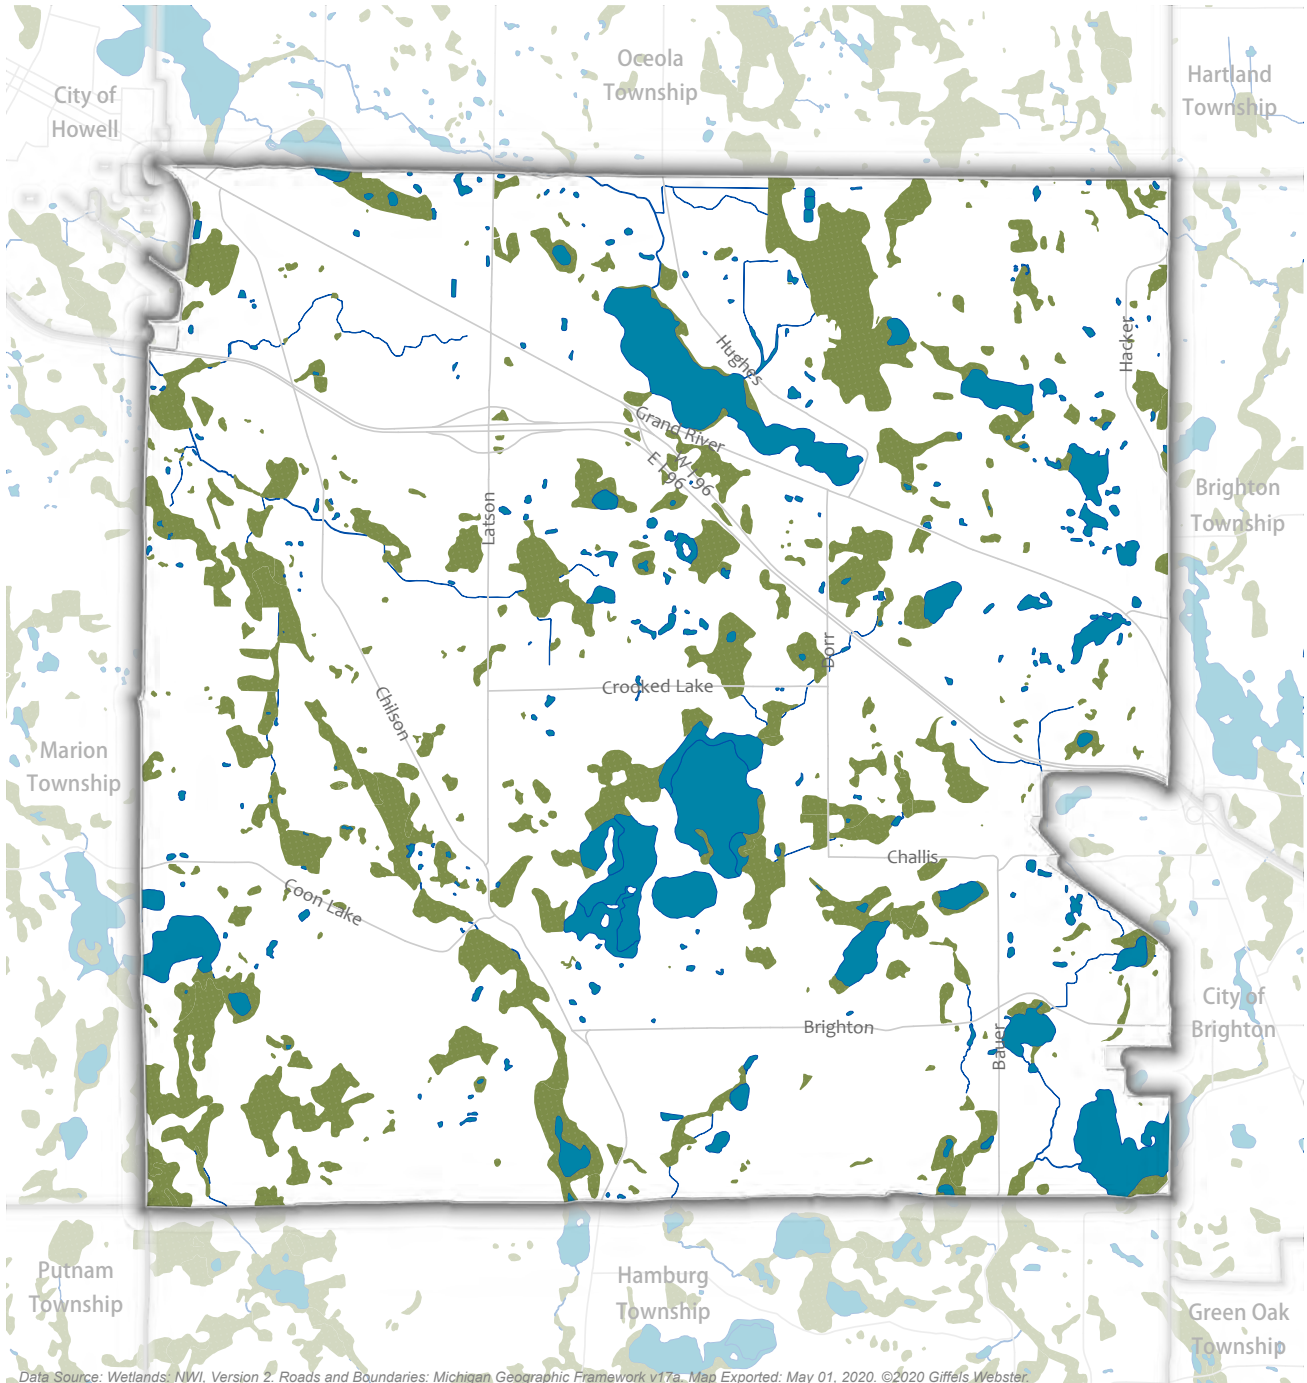 Oceola
Township
Hartland
Township
City of
Howell
Hacker
Hughes
Grand River
W I 96
E I 96
Latson
Brighton
Township
Dorr
Crooked Lake
Chilson
Marion
Township
Challis
Coon Lake
City of
Brighton
Brighton
Bauer
Putnam
Township
Hamburg
Township
Green Oak
Township
Data Source: Wetlands: NWI, Version 2. Roads and Boundaries: Michigan Geographic Framework v17a. Map Exported: May 01, 2020. ©2020 Giffels Webster.